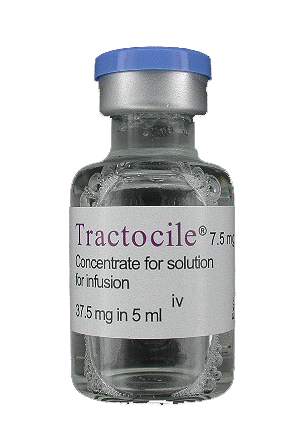 Tractocile® 7.5 mg
Concentrate for solution
for infusion
iv
37.5 mg in 5 ml